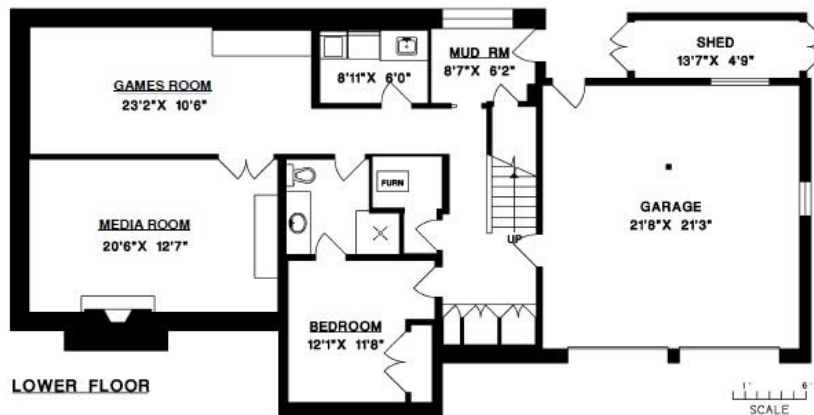 GAMES ROOM
23'2"X 10'6"
8'11"X 6'0"
MUD RM
8'7"X 6'2"
SHED
13'7"X 4'9"
MEDIA ROOM
20'6"X 12'7"
FURN
UP
GARAGE
21'8"X 21'3"
BEDROOM
12'1"X 11'8"
LOWER FLOOR
1' 6'
SCALE